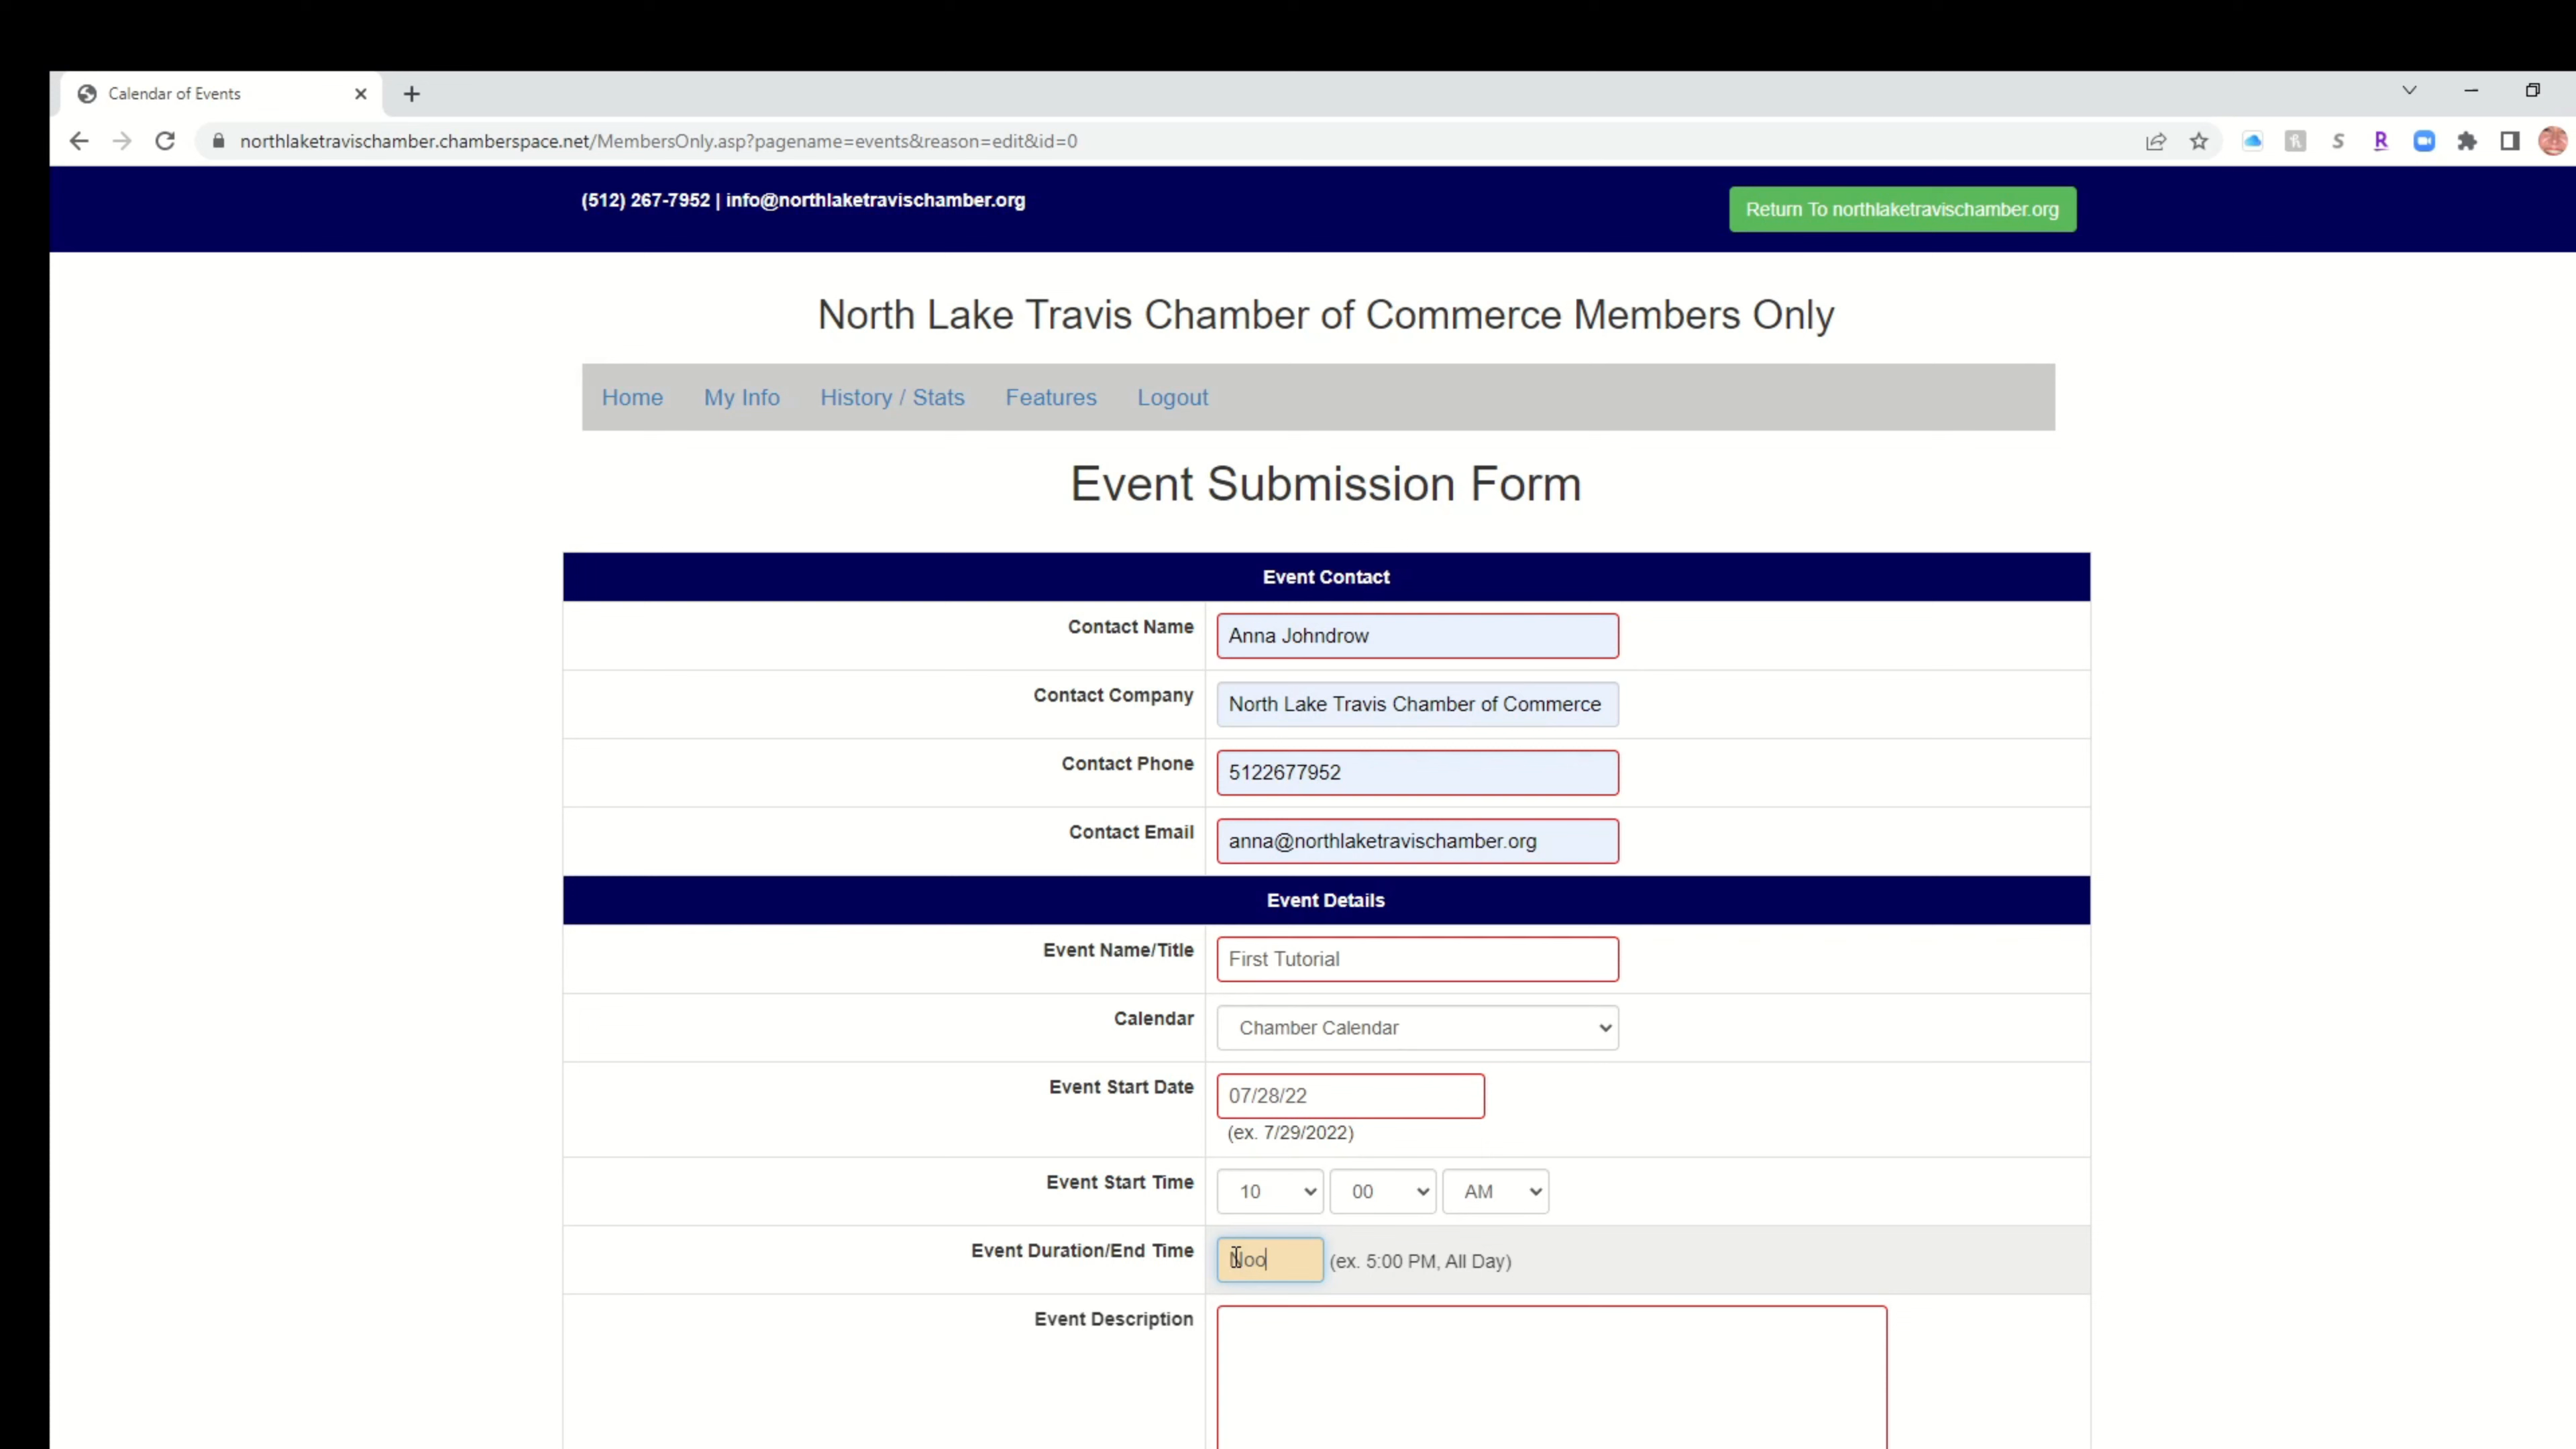 Calendar of Events
northlaketravischamber.chamberspace.net/MembersOnly.asp?pagename=events&reason=edit&id=0
(512) 267-7952 | info@northlaketravischamber.org
Return To northlaketravischamber.org
North Lake Travis Chamber of Commerce Members Only
Home My Info History / Stats Features Logout
Event Submission Form
Event Contact
Contact Name Anna Johndrow
Contact Company North Lake Travis Chamber of Commerce
Contact Phone 5122677952
Contact Email anna@northlaketravischamber.org
Event Details
Event Name/Title First Tutorial
Calendar Chamber Calendar
Event Start Date 07/28/22
(ex. 7/29/2022)
Event Start Time 10 00 AM
Event Duration/End Time Noo (ex. 5:00 PM, All Day)
Event Description